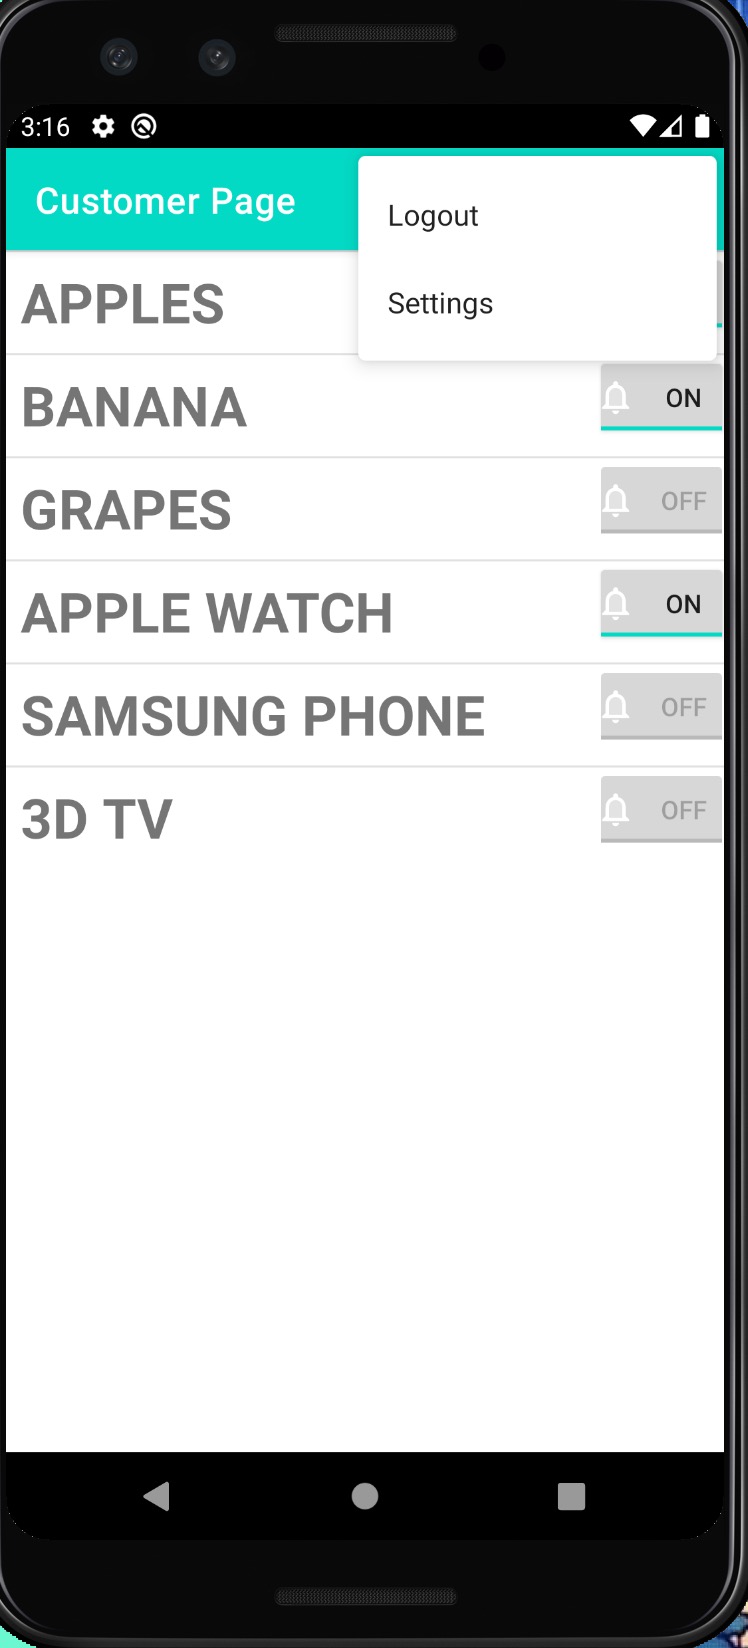 3:16
Customer Page
Logout
Settings
APPLES
BANANA
ON
GRAPES
OFF
APPLE WATCH
ON
SAMSUNG PHONE
OFF
3D TV
OFF